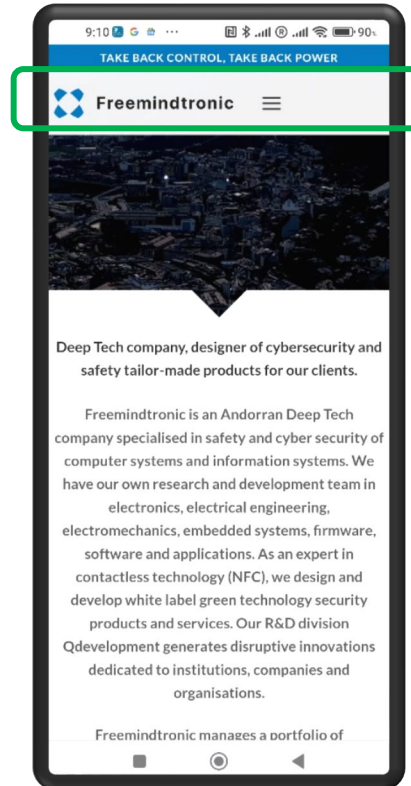 9:10 G ··· 90%
TAKE BACK CONTROL, TAKE BACK POWER
Freemindtronic
Deep Tech company, designer of cybersecurity and
safety tailor-made products for our clients.
Freemindtronic is an Andorran Deep Tech
company specialised in safety and cyber security of
computer systems and information systems. We
have our own research and development team in
electronics, electrical engineering,
electromechanics, embedded systems, firmware,
software and applications. As an expert in
contactless technology (NFC), we design and
develop white label green technology security
products and services. Our R&D division
Qdevelopment generates disruptive innovations
dedicated to institutions, companies and
organisations.
Freemindtronic manages a portfolio of